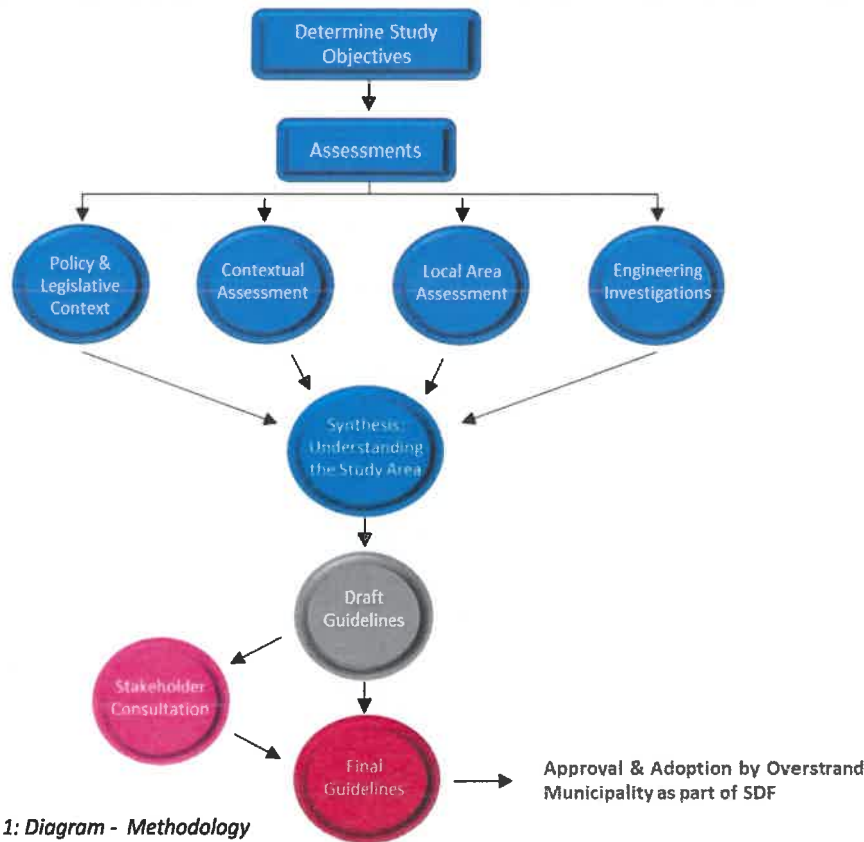 Determine Study
Objectives
Assessments
Policy &
Legislative
Context
Contextual
Assessment
Local Area
Assessment
Engineering
Investigations
Synthesis:
Understanding
the Study Area
Draft
Guidelines
Stakeholder
Consultation
Final
Guidelines
Approval & Adoption by Overstrand
Municipality as part of SDF
1: Diagram - Methodology